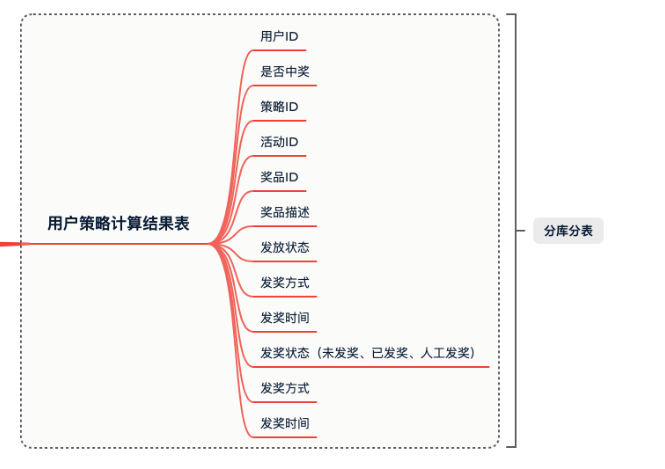 用户ID
是否中奖
策略ID
活动ID
奖品ID
奖品描述
用户策略计算结果表
分库分表
发放状态
发奖方式
发奖时间
发奖状态（未发奖、已发奖、人工发奖）
发奖方式
发奖时间